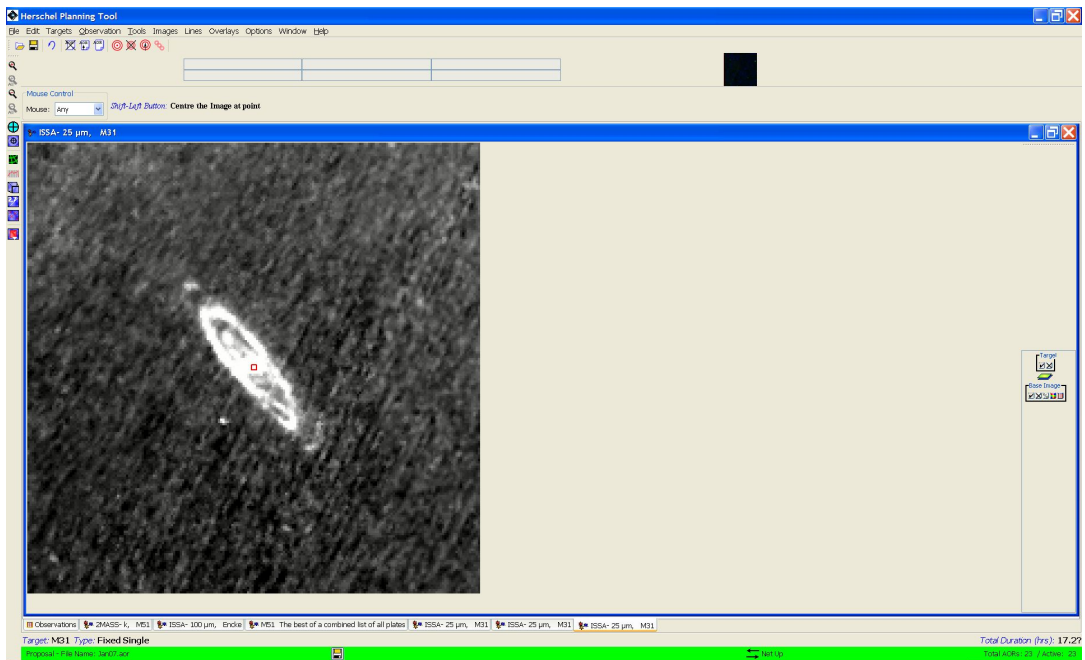 Herschel Planning Tool
File Edit Targets Observation Tools Images Lines Overlays Options Window Help
Mouse Control
Mouse: Any Shift-Left Button: Centre the Image at point
ISSA- 25 µm, M31
Target
Base Image
Observations 2MASS- k, M51 ISSA- 100 µm, Encke M51 The best of a combined list of all plates ISSA- 25 µm, M31 ISSA- 25 µm, M31 ISSA- 25 µm, M31
Target: M31 Type: Fixed Single Total Duration (hrs): 17.2?
Proposal - File Name: Jan07.aor Net Up Total AORs: 23 / Active: 23